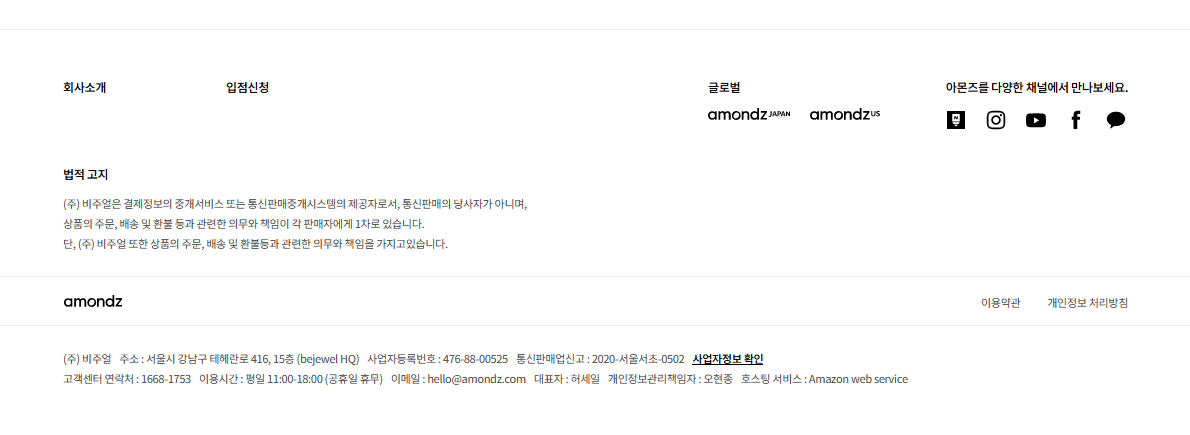 회사소개 입점신청 글로벌 아몬즈를 다양한 채널에서 만나보세요.
amondz JAPAN amondz US
법적 고지
(주) 비주얼은 결제정보의 중개서비스 또는 통신판매중개시스템의 제공자로서, 통신판매의 당사자가 아니며,
상품의 주문, 배송 및 환불 등과 관련한 의무와 책임이 각 판매자에게 1차로 있습니다.
단, (주) 비주얼 또한 상품의 주문, 배송 및 환불등과 관련한 의무와 책임을 가지고있습니다.
amondz 이용약관 개인정보 처리방침
(주) 비주얼 주소 : 서울시 강남구 테헤란로 416, 15층 (bejewel HQ) 사업자등록번호 : 476-88-00525 통신판매업신고 : 2020-서울서초-0502 사업자정보 확인
고객센터 연락처 : 1668-1753 이용시간 : 평일 11:00-18:00 (공휴일 휴무) 이메일 : hello@amondz.com 대표자 : 허세일 개인정보관리책임자 : 오현종 호스팅 서비스 : Amazon web service